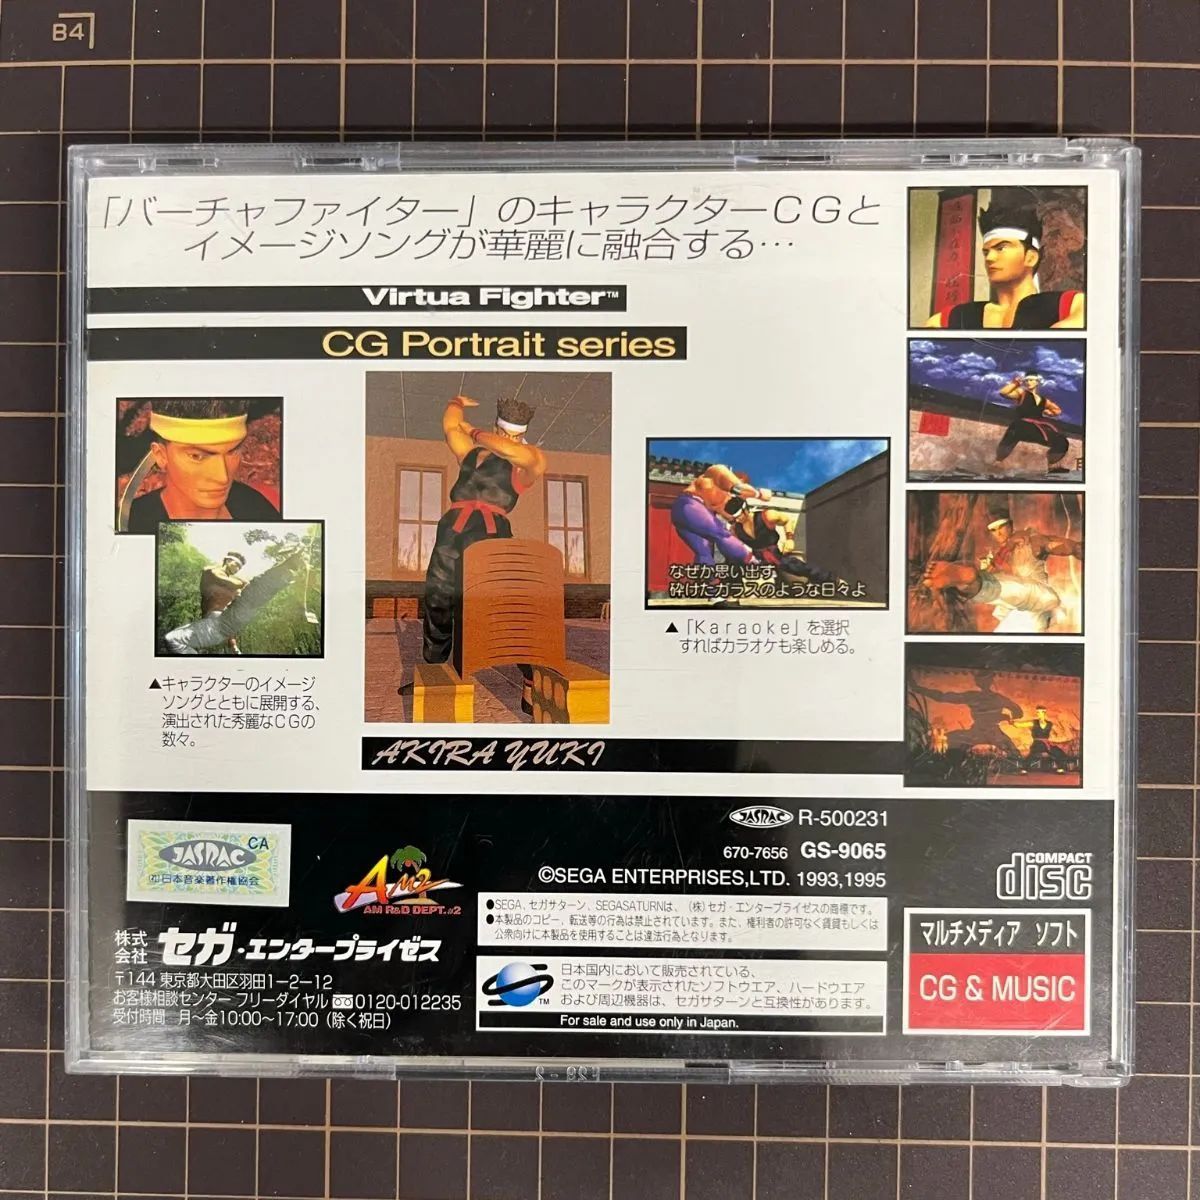 B4
「バーチャファイター」のキャラクターCGと
イメージソングが華麗に融合する…
Virtua Fighter™
CG Portrait series
なぜか思い出す
砕けたガラスのような日々よ
▲「Karaoke」を選択
すればカラオケも楽しめる。
▲キャラクターのイメージ
ソングとともに展開する、
演出された秀麗なCGの
数々。
AKIRA YUKI
JASRAC R-500231
670-7656 GS-9065
©SEGA ENTERPRISES,LTD. 1993,1995
JASRAC CA
日本音楽著作権協会
AM2
AM R&D DEPT.#2
株式会社 セガ・エンタープライゼス
〒144 東京都大田区羽田1-2-12
お客様相談センター フリーダイヤル 0120-012235
受付時間 月〜金10:00〜17:00（除く祝日）
●SEGA、セガサターン、SEGASATURNは、（株）セガ・エンタープライゼスの商標です。
●本製品のコピー、転送等の行為は禁止されています。また、権利者の許可なく賃貸もしくは
公衆向けに本製品を使用することは違法行為となります。
日本国内において販売されている、
このマークが表示されたソフトウエア、ハードウエア
および周辺機器は、セガサターンと互換性があります。
TM
For sale and use only in Japan.
COMPACT
disc
マルチメディア ソフト
CG & MUSIC